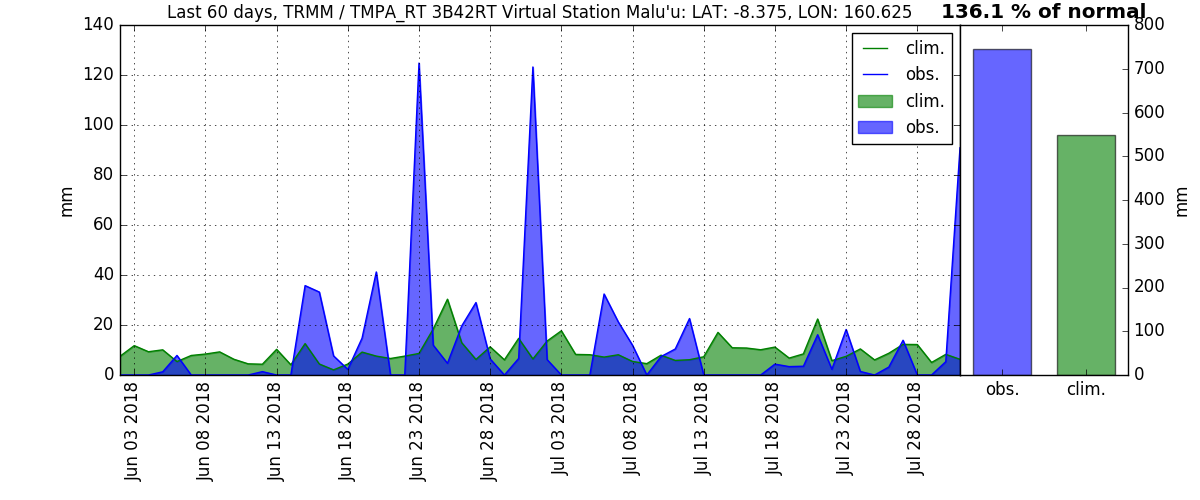 Last 60 days, TRMM / TMPA_RT 3B42RT Virtual Station Malu'u: LAT: -8.375, LON: 160.625
136.1 % of normal
mm
140
120
100
80
60
40
20
0
clim.
obs.
clim.
obs.
800
700
600
500
400
300
200
100
0
mm
Jun 03 2018
Jun 08 2018
Jun 13 2018
Jun 18 2018
Jun 23 2018
Jun 28 2018
Jul 03 2018
Jul 08 2018
Jul 13 2018
Jul 18 2018
Jul 23 2018
Jul 28 2018
obs.
clim.